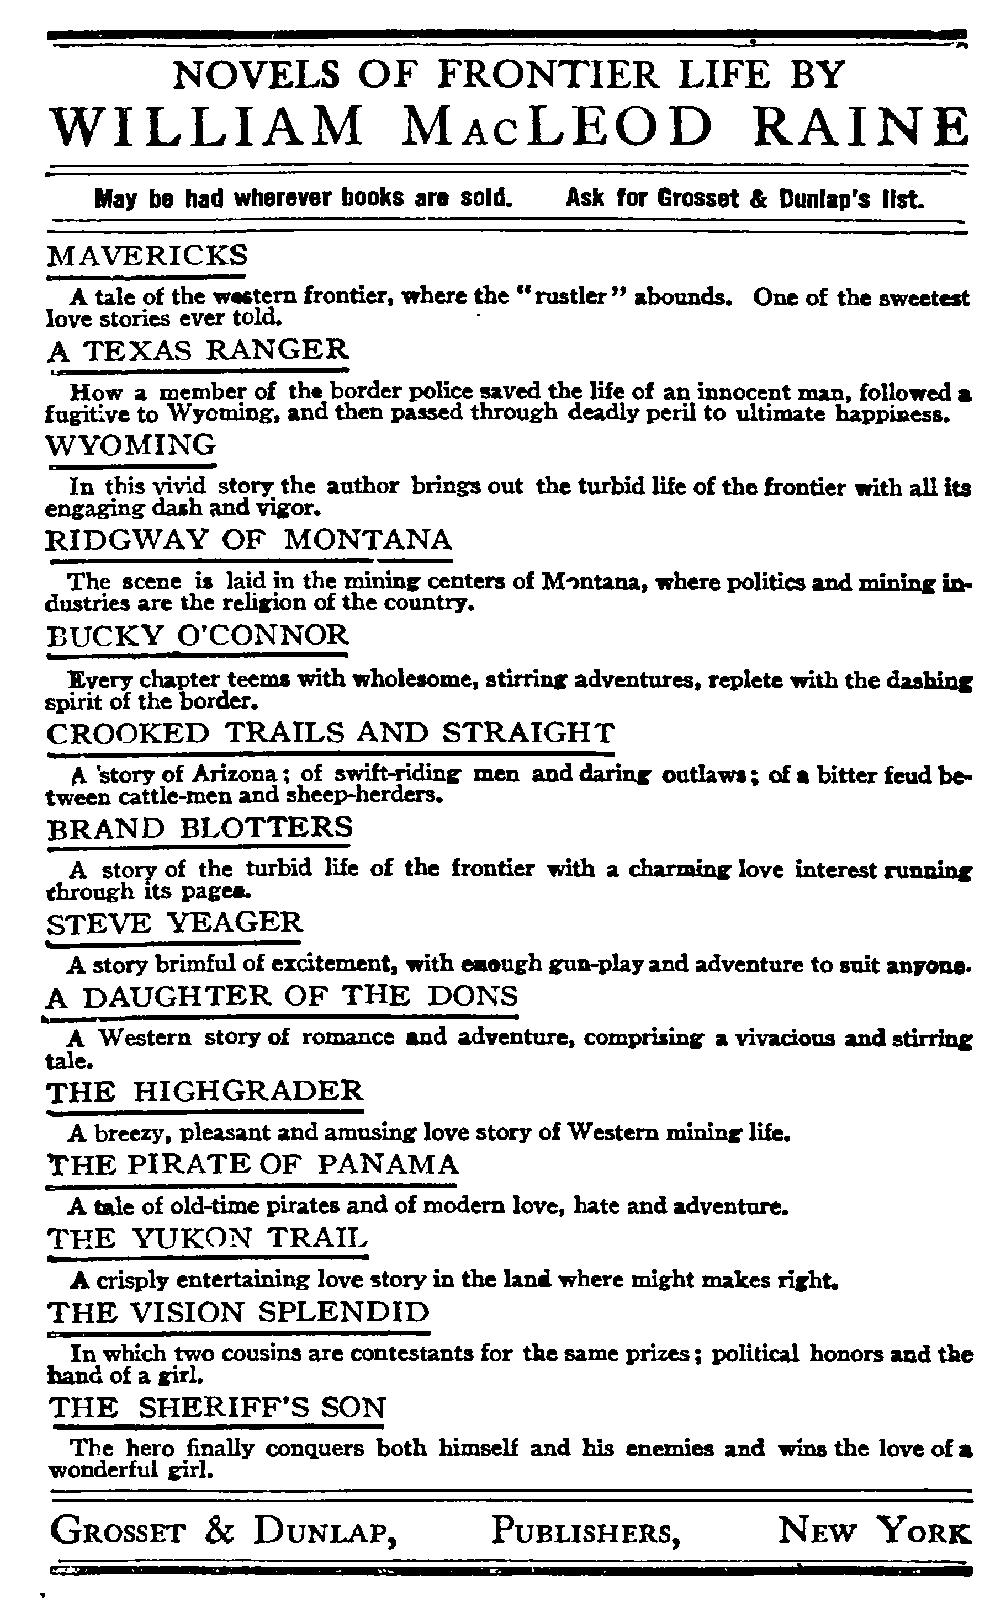 NOVELS OF FRONTIER LIFE BY
WILLIAM MACLEOD RAINE
May be had wherever books are sold. Ask for Grosset & Dunlap's list.
MAVERICKS
A tale of the western frontier, where the "rustler" abounds. One of the sweetest
love stories ever told.
A TEXAS RANGER
How a member of the border police saved the life of an innocent man, followed a
fugitive to Wyoming, and then passed through deadly peril to ultimate happiness.
WYOMING
In this vivid story the author brings out the turbid life of the frontier with all its
engaging dash and vigor.
RIDGWAY OF MONTANA
The scene is laid in the mining centers of Montana, where politics and mining in-
dustries are the religion of the country.
BUCKY O'CONNOR
Every chapter teems with wholesome, stirring adventures, replete with the dashing
spirit of the border.
CROOKED TRAILS AND STRAIGHT
A story of Arizona; of swift-riding men and daring outlaws; of a bitter feud be-
tween cattle-men and sheep-herders.
BRAND BLOTTERS
A story of the turbid life of the frontier with a charming love interest running
through its pages.
STEVE YEAGER
A story brimful of excitement, with enough gun-play and adventure to suit anyone.
A DAUGHTER OF THE DONS
A Western story of romance and adventure, comprising a vivacious and stirring
tale.
THE HIGHGRADER
A breezy, pleasant and amusing love story of Western mining life.
THE PIRATE OF PANAMA
A tale of old-time pirates and of modern love, hate and adventure.
THE YUKON TRAIL
A crisply entertaining love story in the land where might makes right.
THE VISION SPLENDID
In which two cousins are contestants for the same prizes; political honors and the
hand of a girl.
THE SHERIFF'S SON
The hero finally conquers both himself and his enemies and wins the love of a
wonderful girl.
GROSSET & DUNLAP, PUBLISHERS, NEW YORK